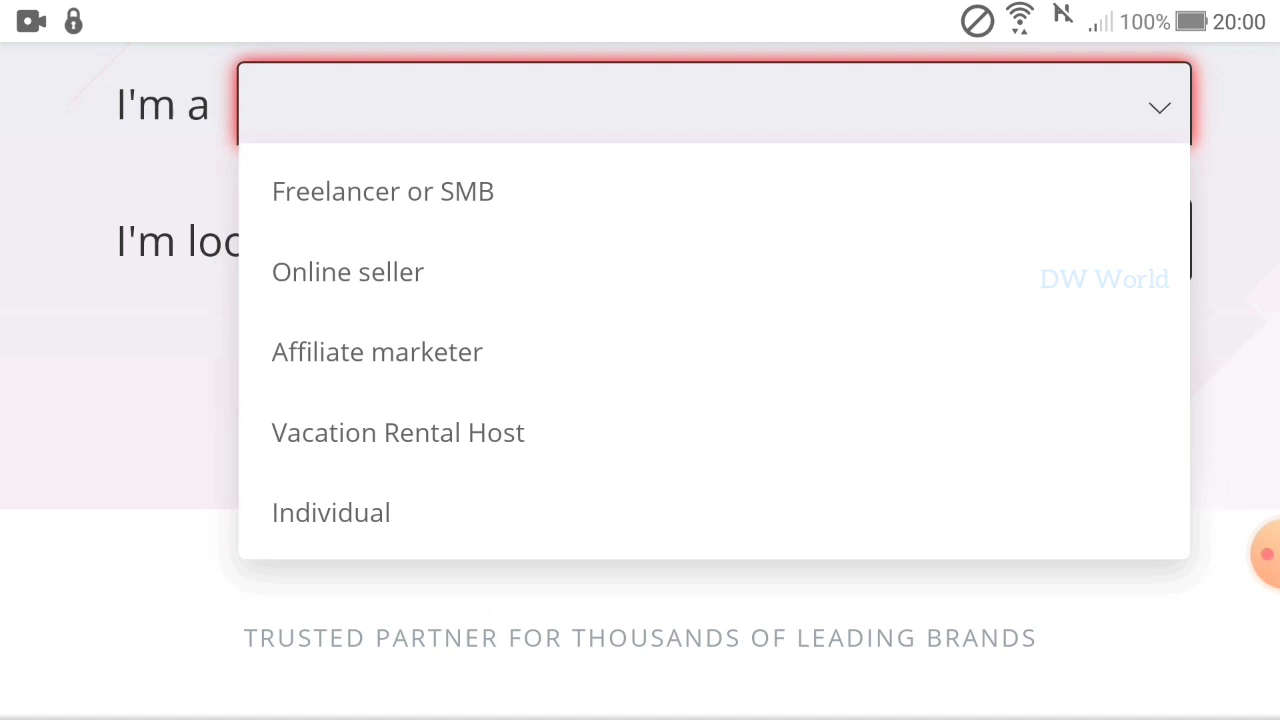 100% 20:00
I'm a
Freelancer or SMB
I'm loo
Online seller
DW World
Affiliate marketer
Vacation Rental Host
Individual
TRUSTED PARTNER FOR THOUSANDS OF LEADING BRANDS